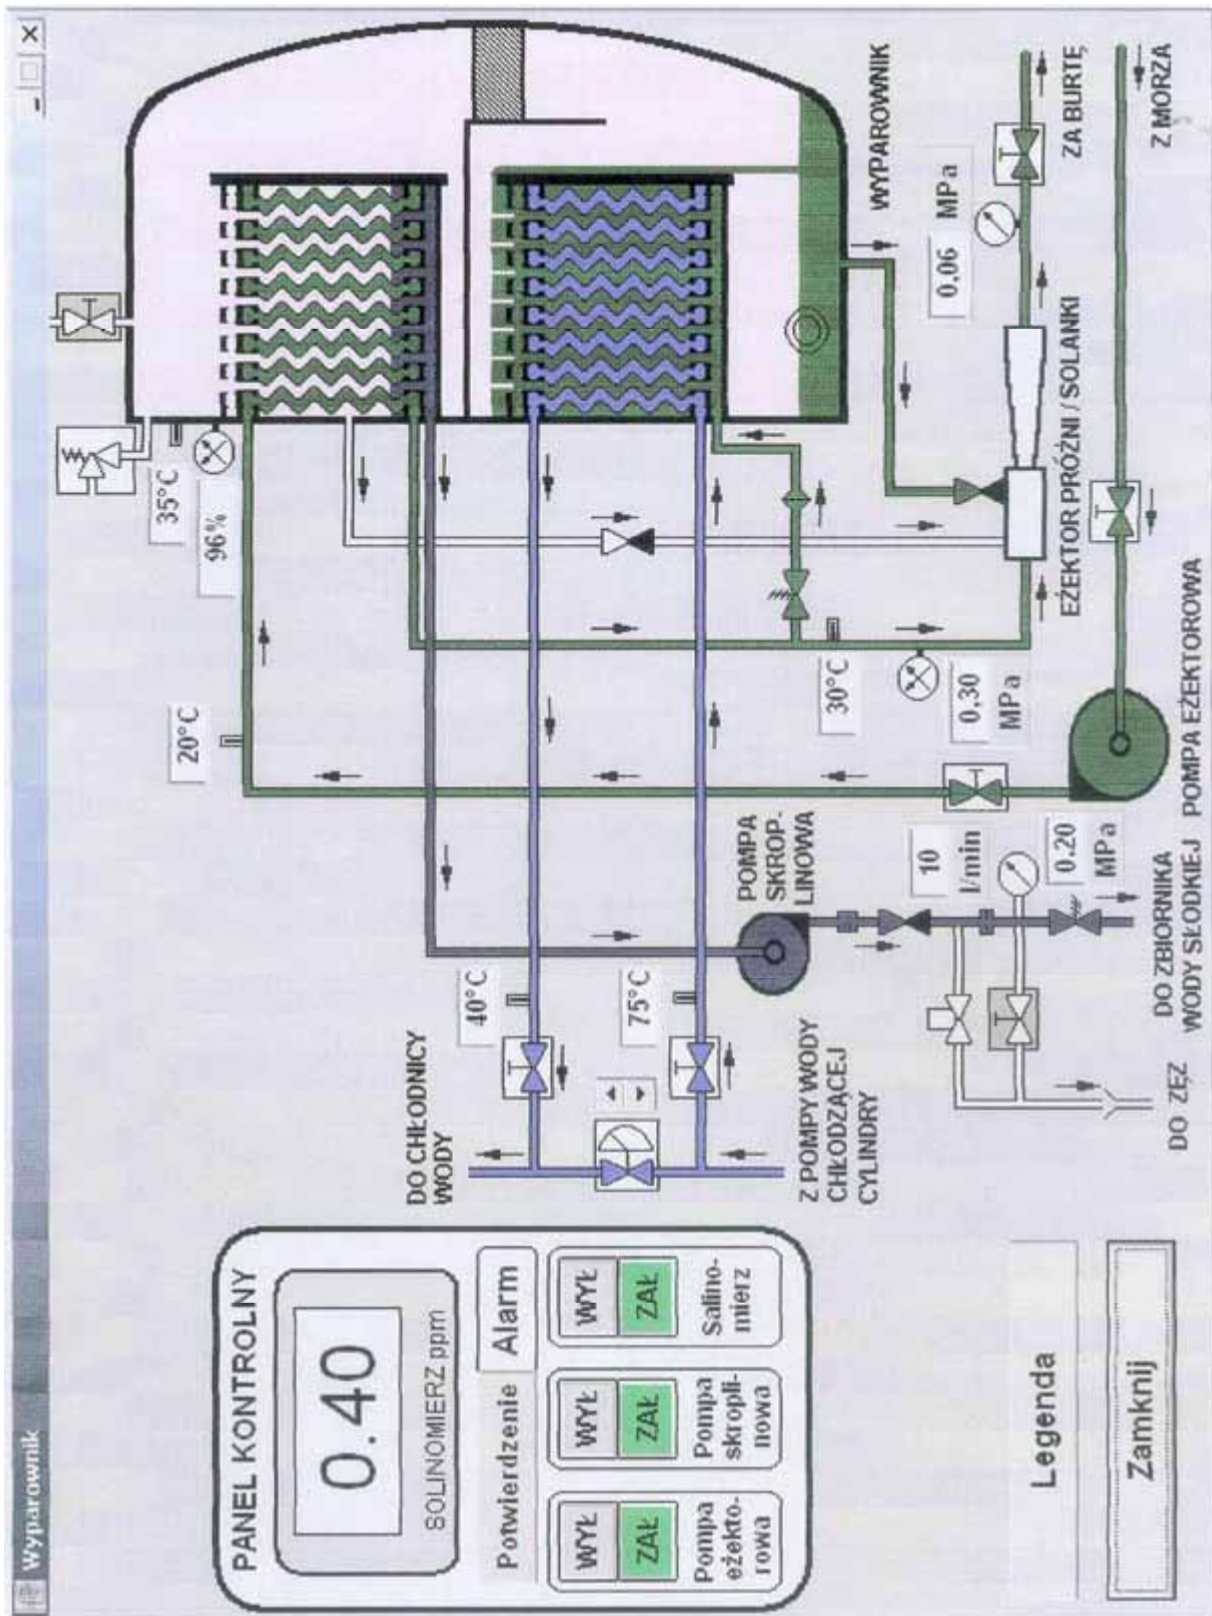 Wyparownik
PANEL KONTROLNY
0.40
SOLINOMIERZ ppm
Potwierdzenie
Alarm
WYŁ
ZAŁ
Pompa
eżekto-
rowa
WYŁ
ZAŁ
Pompa
skropli-
nowa
WYŁ
ZAŁ
Salino-
mierz
Legenda
Zamknij
DO CHŁODNICY
WODY
40°C
75°C
Z POMPY WODY
CHŁODZĄCEJ
CYLINDRY
POMPA
SKROP-
LINOWA
10
l/min
0.20
MPa
DO ZĘZ
DO ZBIORNIKA
WODY SŁODKIEJ
POMPA EŻEKTOROWA
20°C
35°C
96%
30°C
0,30
MPa
EŻEKTOR PRÓŻNI / SOLANKI
0,06
MPa
WYPAROWNIK
ZA BURTĘ
Z MORZA